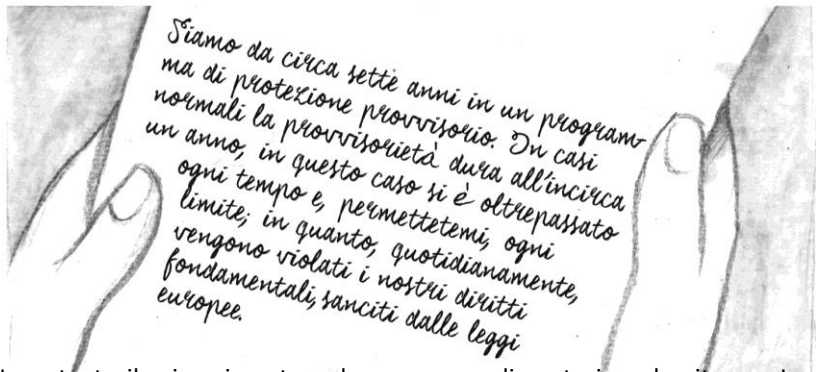 Siamo da circa sette anni in un program-
ma di protezione provvisorio. In casi
normali la provvisorietà dura all'incirca
un anno, in questo caso si è oltrepassato
ogni tempo e, permettetemi, ogni
limite; in quanto, quotidianamente,
vengono violati i nostri diritti
fondamentali, sanciti dalle leggi
europee.